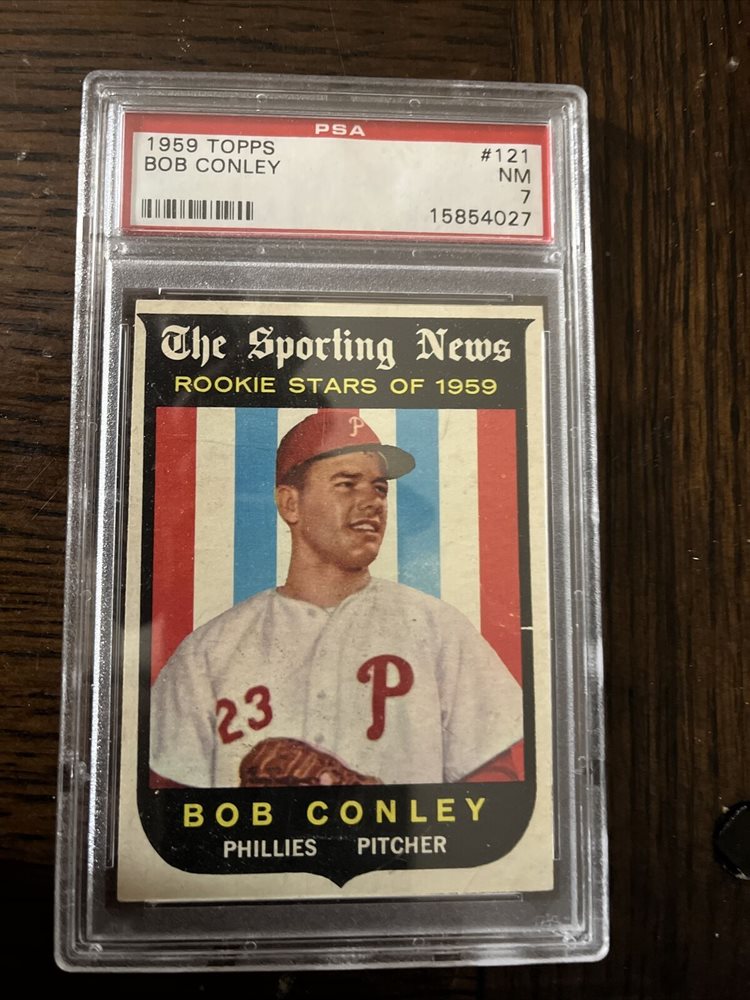 PSA
1959 TOPPS #121
BOB CONLEY NM
7
15854027
The Sporting News
ROOKIE STARS OF 1959
P
23 P
BOB CONLEY
PHILLIES PITCHER